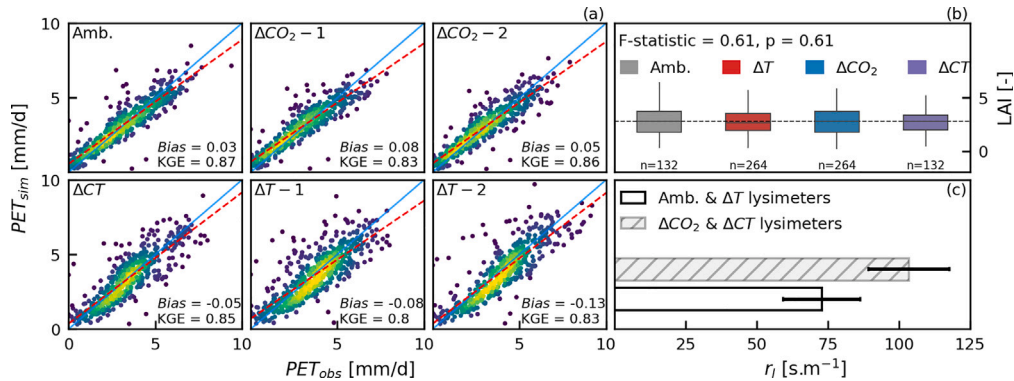 (a)
10
Amb.
ΔCO₂ − 1
ΔCO₂ − 2
5
Bias = 0.03
KGE = 0.87
Bias = 0.08
KGE = 0.83
Bias = 0.05
KGE = 0.86
PET_sim [mm/d]
10
ΔCT
ΔT − 1
ΔT − 2
5
0
Bias = -0.05
KGE = 0.85
Bias = -0.08
KGE = 0.8
Bias = -0.13
KGE = 0.83
0 5 10 5 10 5 10
PET_obs [mm/d]
(b)
F-statistic = 0.61, p = 0.61
Amb. ΔT ΔCO₂ ΔCT
5
0
LAI [-]
n=132 n=264 n=264 n=132
(c)
Amb. & ΔT lysimeters
ΔCO₂ & ΔCT lysimeters
25 50 75 100 125
r_l [s.m⁻¹]